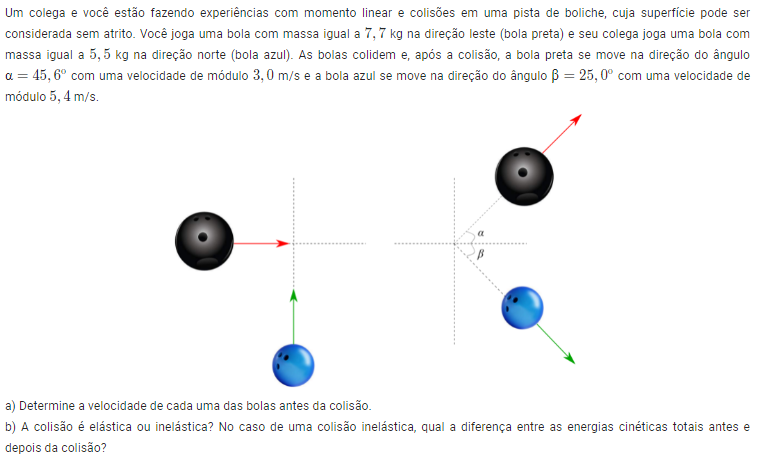 Um colega e você estão fazendo experiências com momento linear e colisões em uma pista de boliche, cuja superfície pode ser
considerada sem atrito. Você joga uma bola com massa igual a 7,7 kg na direção leste (bola preta) e seu colega joga uma bola com
massa igual a 5,5 kg na direção norte (bola azul). As bolas colidem e, após a colisão, a bola preta se move na direção do ângulo
α = 45,6° com uma velocidade de módulo 3,0 m/s e a bola azul se move na direção do ângulo β = 25,0° com uma velocidade de
módulo 5,4 m/s.
α
β
a) Determine a velocidade de cada uma das bolas antes da colisão.
b) A colisão é elástica ou inelástica? No caso de uma colisão inelástica, qual a diferença entre as energias cinéticas totais antes e
depois da colisão?